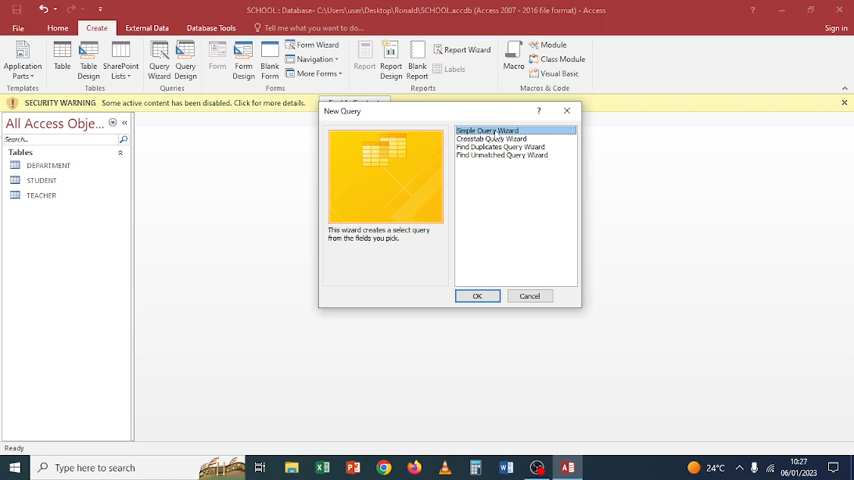 SCHOOL : Database- C:\Users\user\Desktop\Ronald\SCHOOL.accdb (Access 2007 - 2016 file format) - Access
File Home Create External Data Database Tools Tell me what you want to do... Sign in
Application Parts
Templates
Table
Table Design
SharePoint Lists
Tables
Query Wizard
Query Design
Queries
Form
Form Design
Blank Form
Form Wizard
Navigation
More Forms
Forms
Report
Report Design
Blank Report
Report Wizard
Labels
Reports
Macro
Module
Class Module
Visual Basic
Macros & Code
SECURITY WARNING Some active content has been disabled. Click for more details.
All Access Obje...
Search...
Tables
DEPARTMENT
STUDENT
TEACHER
New Query
Simple Query Wizard
Crosstab Query Wizard
Find Duplicates Query Wizard
Find Unmatched Query Wizard
This wizard creates a select query
from the fields you pick.
OK Cancel
Ready
Type here to search
24°C
10:27
06/01/2023